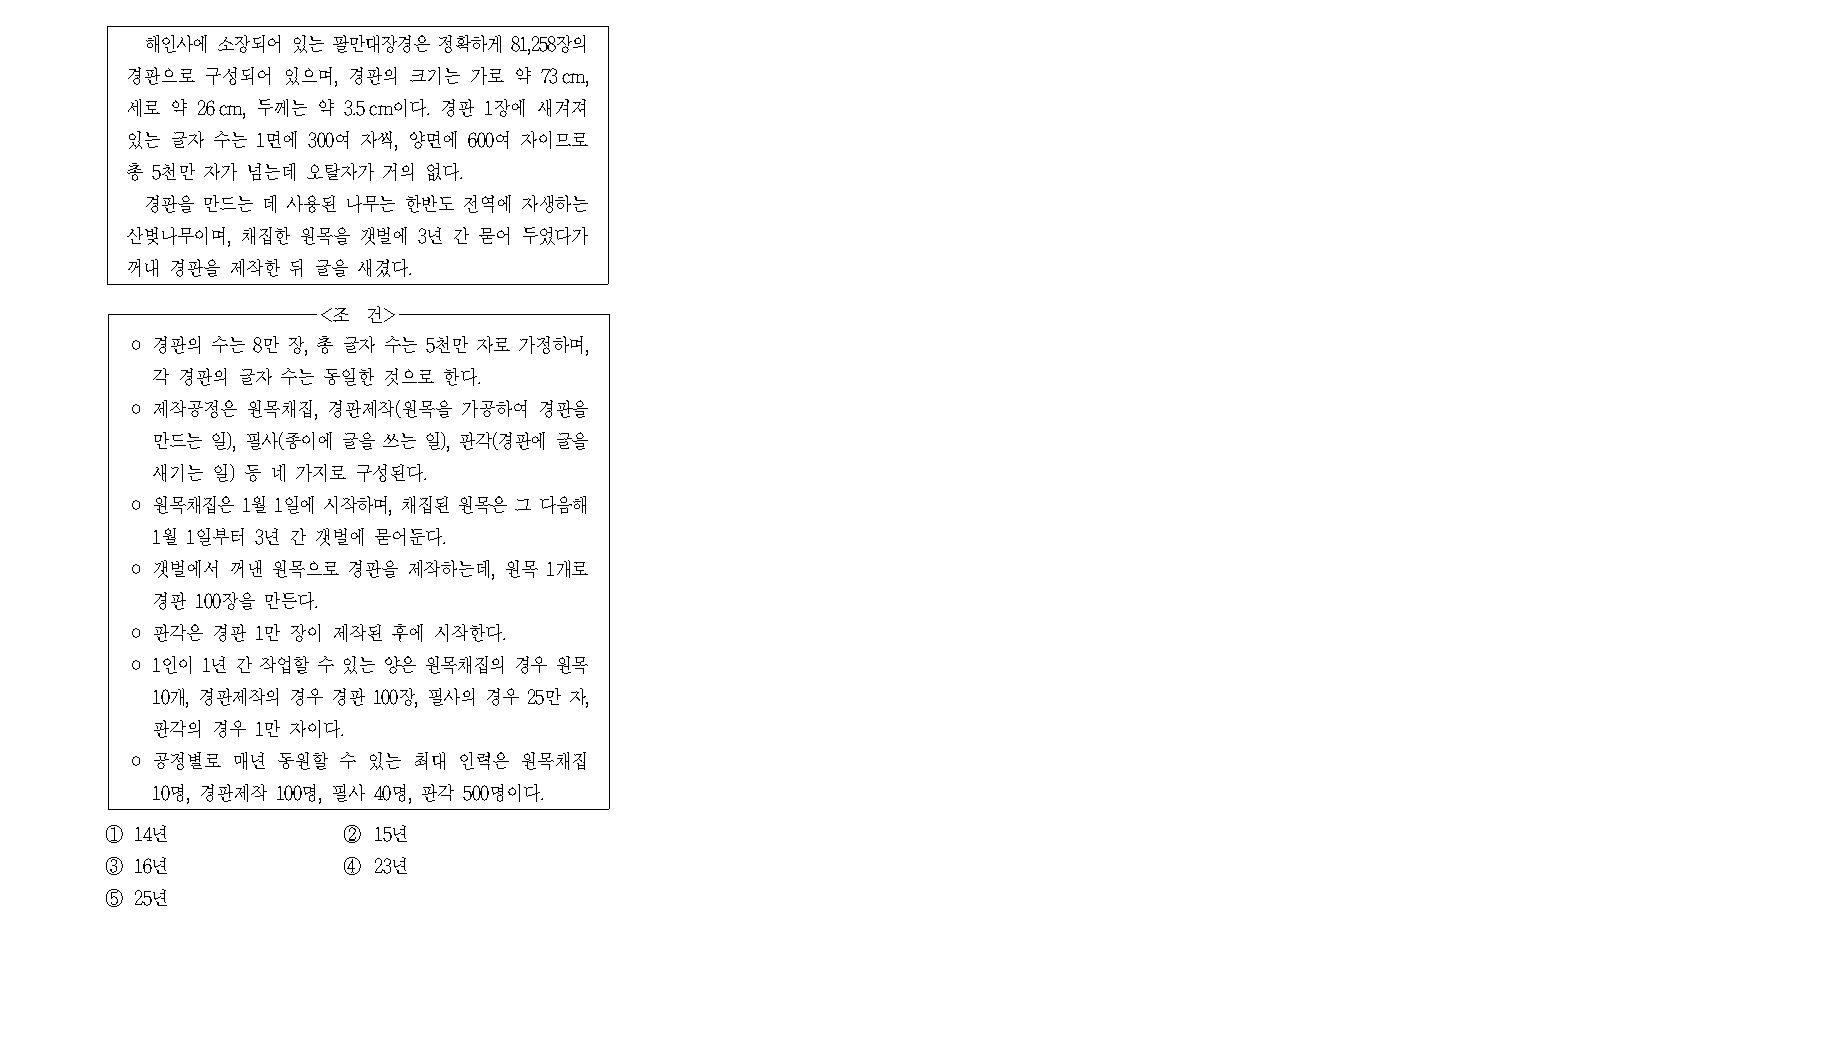 해인사에 소장되어 있는 팔만대장경은 정확하게 81,258장의
경판으로 구성되어 있으며, 경판의 크기는 가로 약 73cm,
세로 약 26cm, 두께는 약 3.5cm이다. 경판 1장에 새겨져
있는 글자 수는 1면에 300여 자씩, 양면에 600여 자이므로
총 5천만 자가 넘는데 오탈자가 거의 없다.
경판을 만드는 데 사용된 나무는 한반도 전역에 자생하는
산벚나무이며, 채집한 원목을 갯벌에 3년 간 묻어 두었다가
꺼내 경판을 제작한 뒤 글을 새겼다.
<조 건>
○ 경판의 수는 8만 장, 총 글자 수는 5천만 자로 가정하며,
각 경판의 글자 수는 동일한 것으로 한다.
○ 제작공정은 원목채집, 경판제작(원목을 가공하여 경판을
만드는 일), 필사(종이에 글을 쓰는 일), 판각(경판에 글을
새기는 일) 등 네 가지로 구성된다.
○ 원목채집은 1월 1일에 시작하며, 채집된 원목은 그 다음해
1월 1일부터 3년 간 갯벌에 묻어둔다.
○ 갯벌에서 꺼낸 원목으로 경판을 제작하는데, 원목 1개로
경판 100장을 만든다.
○ 판각은 경판 1만 장이 제작된 후에 시작한다.
○ 1인이 1년 간 작업할 수 있는 양은 원목채집의 경우 원목
10개, 경판제작의 경우 경판 100장, 필사의 경우 25만 자,
판각의 경우 1만 자이다.
○ 공정별로 매년 동원할 수 있는 최대 인력은 원목채집
10명, 경판제작 100명, 필사 40명, 판각 500명이다.
① 14년 ② 15년
③ 16년 ④ 23년
⑤ 25년